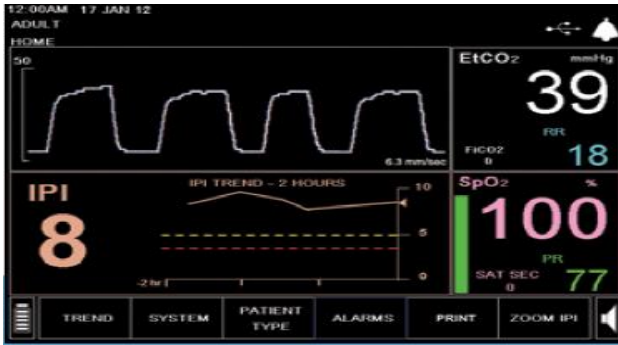 12:00AM 17 JAN 12
ADULT
HOME
50
6.3 mm/sec
EtCO2 mmHg
39
RR
FiCO2
0
18
IPI
8
IPI TREND - 2 HOURS
10
5
0
-2hr
SpO2 %
100
PR
SAT SEC
0
77
TREND
SYSTEM
PATIENT
TYPE
ALARMS
PRINT
ZOOM IPI